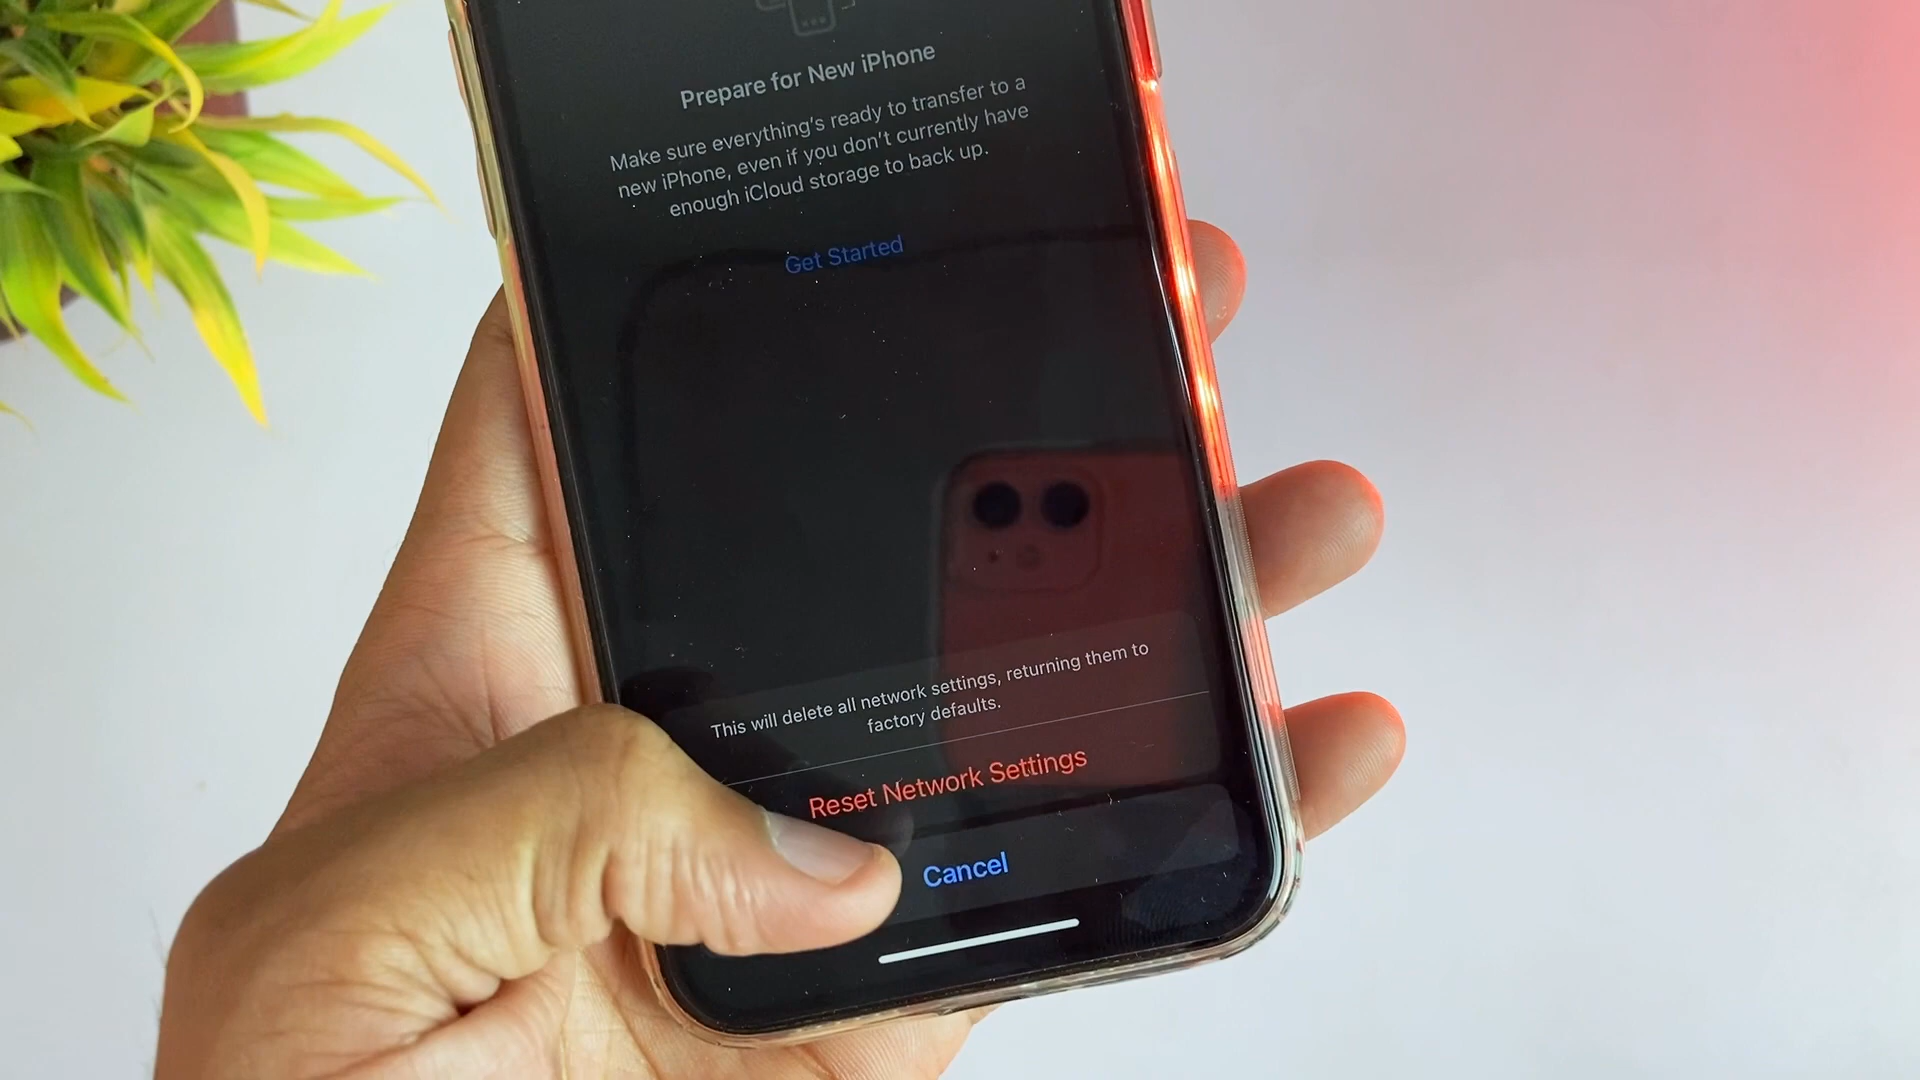 Prepare for New iPhone
Make sure everything's ready to transfer to a
new iPhone, even if you don't currently have
enough iCloud storage to back up.
Get Started
This will delete all network settings, returning them to
factory defaults.
Reset Network Settings
Cancel